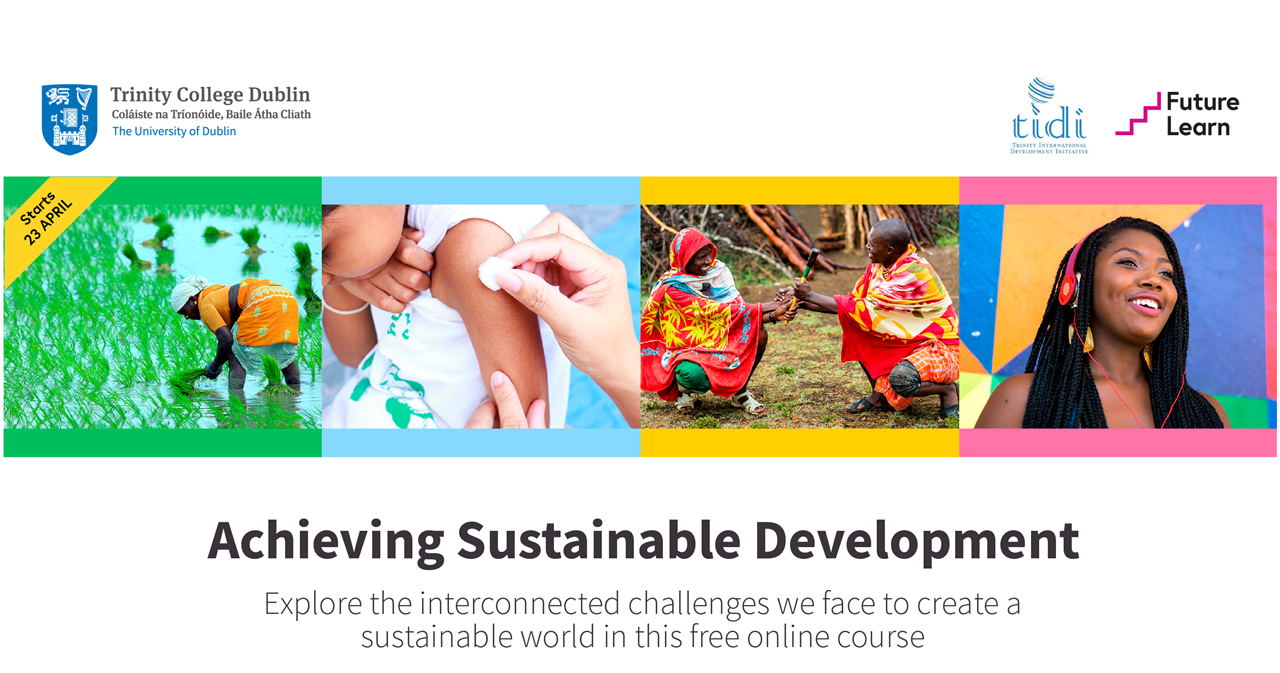 Trinity College Dublin
Coláiste na Tríonóide, Baile Átha Cliath
The University of Dublin
tidi
TRINITY INTERNATIONAL
DEVELOPMENT INITIATIVE
Future
Learn
Starts
23 APRIL
Achieving Sustainable Development
Explore the interconnected challenges we face to create a
sustainable world in this free online course